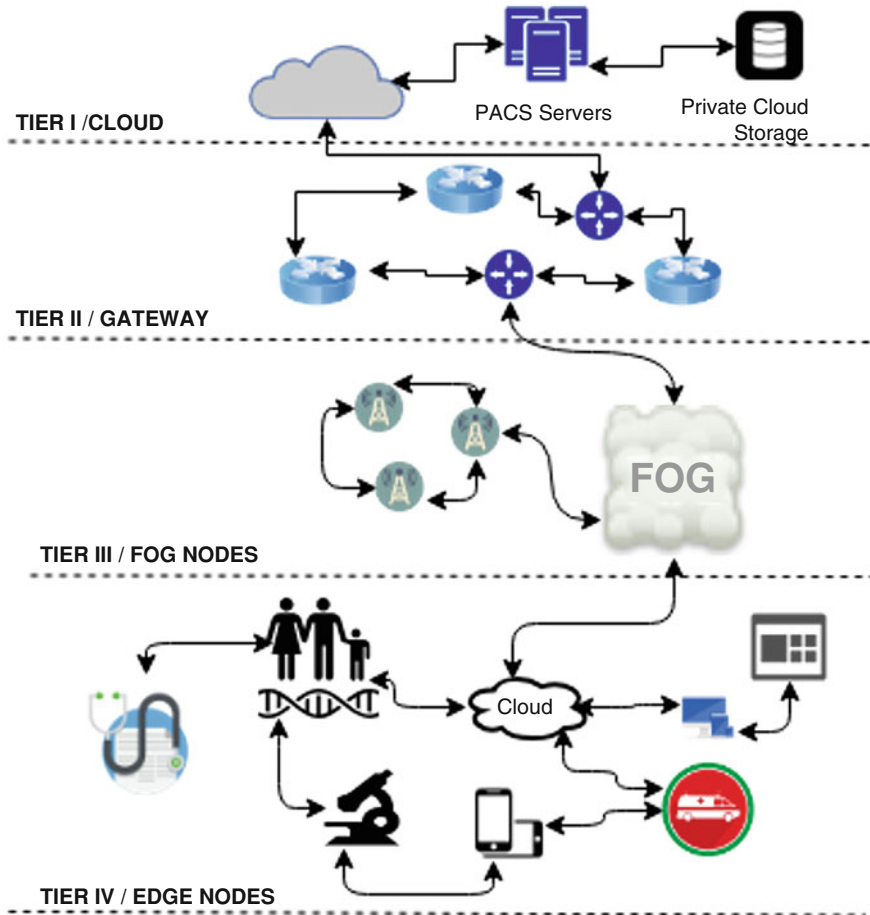 PACS Servers
Private Cloud
Storage
TIER I /CLOUD
TIER II / GATEWAY
FOG
TIER III / FOG NODES
Cloud
TIER IV / EDGE NODES